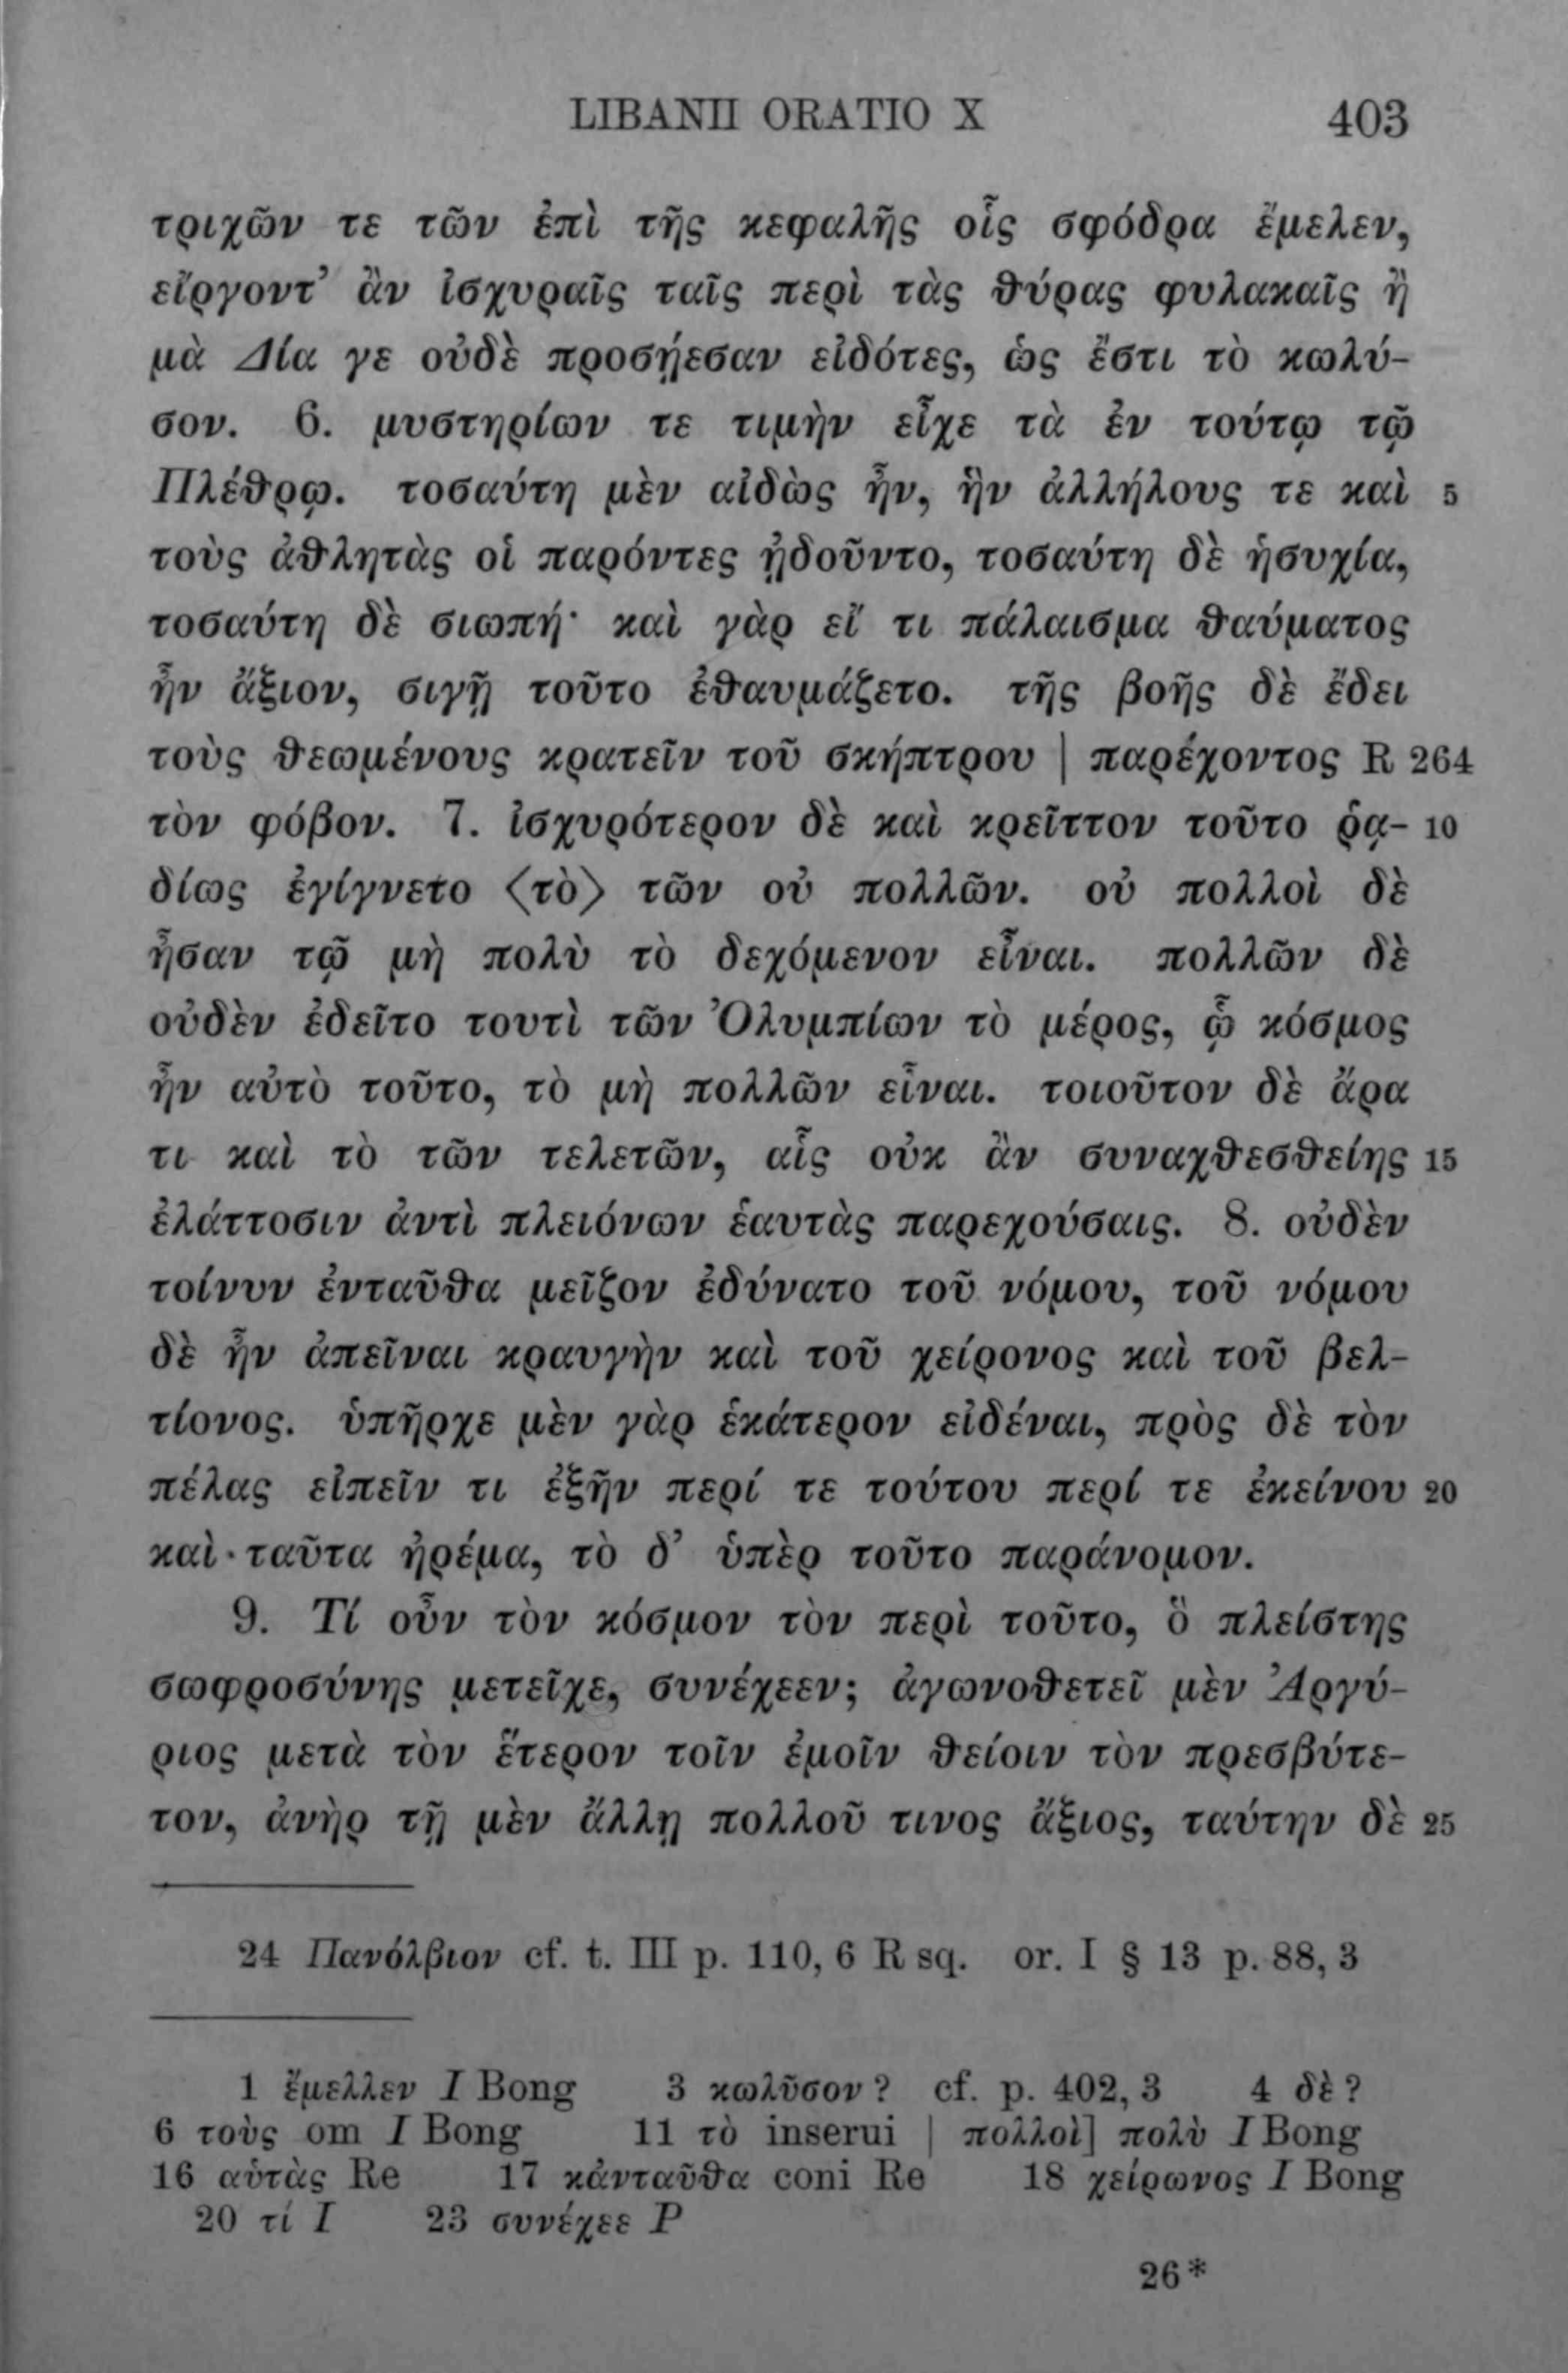 LIBANII ORATIO X 403
τριχῶν τε τῶν ἐπὶ τῆς κεφαλῆς οἷς σφόδρα ἔμελεν,
εἴργοντ’ ἂν ἰσχυραῖς ταῖς περὶ τὰς θύρας φυλακαῖς ἢ
μὰ Δία γε οὐδὲ προσῄεσαν εἰδότες, ὡς ἔστι τὸ κωλύ-
σον. 6. μυστηρίων τε τιμὴν εἶχε τὰ ἐν τούτῳ τῷ
Πλέθρῳ. τοσαύτη μὲν αἰδὼς ἦν, ἣν ἀλλήλους τε καὶ 5
τοὺς ἀθλητὰς οἱ παρόντες ᾐδοῦντο, τοσαύτη δὲ ἡσυχία,
τοσαύτη δὲ σιωπή· καὶ γὰρ εἴ τι πάλαισμα θαύματος
ἦν ἄξιον, σιγῇ τοῦτο ἐθαυμάζετο. τῆς βοῆς δὲ ἔδει
τοὺς θεωμένους κρατεῖν τοῦ σκήπτρου | παρέχοντος R 264
τὸν φόβον. 7. ἰσχυρότερον δὲ καὶ κρεῖττον τοῦτο ῥᾳ- 10
δίως ἐγίγνετο ⟨τὸ⟩ τῶν οὐ πολλῶν. οὐ πολλοὶ δὲ
ἦσαν τῷ μὴ πολὺ τὸ δεχόμενον εἶναι. πολλῶν δὲ
οὐδὲν ἐδεῖτο τουτὶ τῶν Ὀλυμπίων τὸ μέρος, ᾧ κόσμος
ἦν αὐτὸ τοῦτο, τὸ μὴ πολλῶν εἶναι. τοιοῦτον δὲ ἄρα
τι καὶ τὸ τῶν τελετῶν, αἷς οὐκ ἂν συναχθεσθείης 15
ἐλάττοσιν ἀντὶ πλειόνων ἑαυτὰς παρεχούσαις. 8. οὐδὲν
τοίνυν ἐνταῦθα μεῖζον ἐδύνατο τοῦ νόμου, τοῦ νόμου
δὲ ἦν ἀπεῖναι κραυγὴν καὶ τοῦ χείρονος καὶ τοῦ βελ-
τίονος. ὑπῆρχε μὲν γὰρ ἑκάτερον εἰδέναι, πρὸς δὲ τὸν
πέλας εἰπεῖν τι ἐξῆν περί τε τούτου περί τε ἐκείνου 20
καὶ ταῦτα ἠρέμα, τὸ δ’ ὑπὲρ τοῦτο παράνομον.
9. Τί οὖν τὸν κόσμον τὸν περὶ τοῦτο, ὃ πλείστης
σωφροσύνης μετεῖχε, συνέχεεν; ἀγωνοθετεῖ μὲν Ἀργύ-
ριος μετὰ τὸν ἕτερον τοῖν ἐμοῖν θείοιν τὸν πρεσβύτε-
τον, ἀνὴρ τῇ μὲν ἄλλῃ πολλοῦ τινος ἄξιος, ταύτην δὲ 25
24 Πανόλβιον cf. t. III p. 110, 6 R sq. or. I § 13 p. 88, 3
1 ἔμελλεν I Bong 3 κωλῦσον? cf. p. 402, 3 4 δὲ?
6 τοὺς om I Bong 11 τὸ inserui | πολλοὶ] πολὺ I Bong
16 αὑτὰς Re 17 κἀνταῦθα coni Re 18 χείρωνος I Bong
20 τί I 23 συνέχεε P
26*